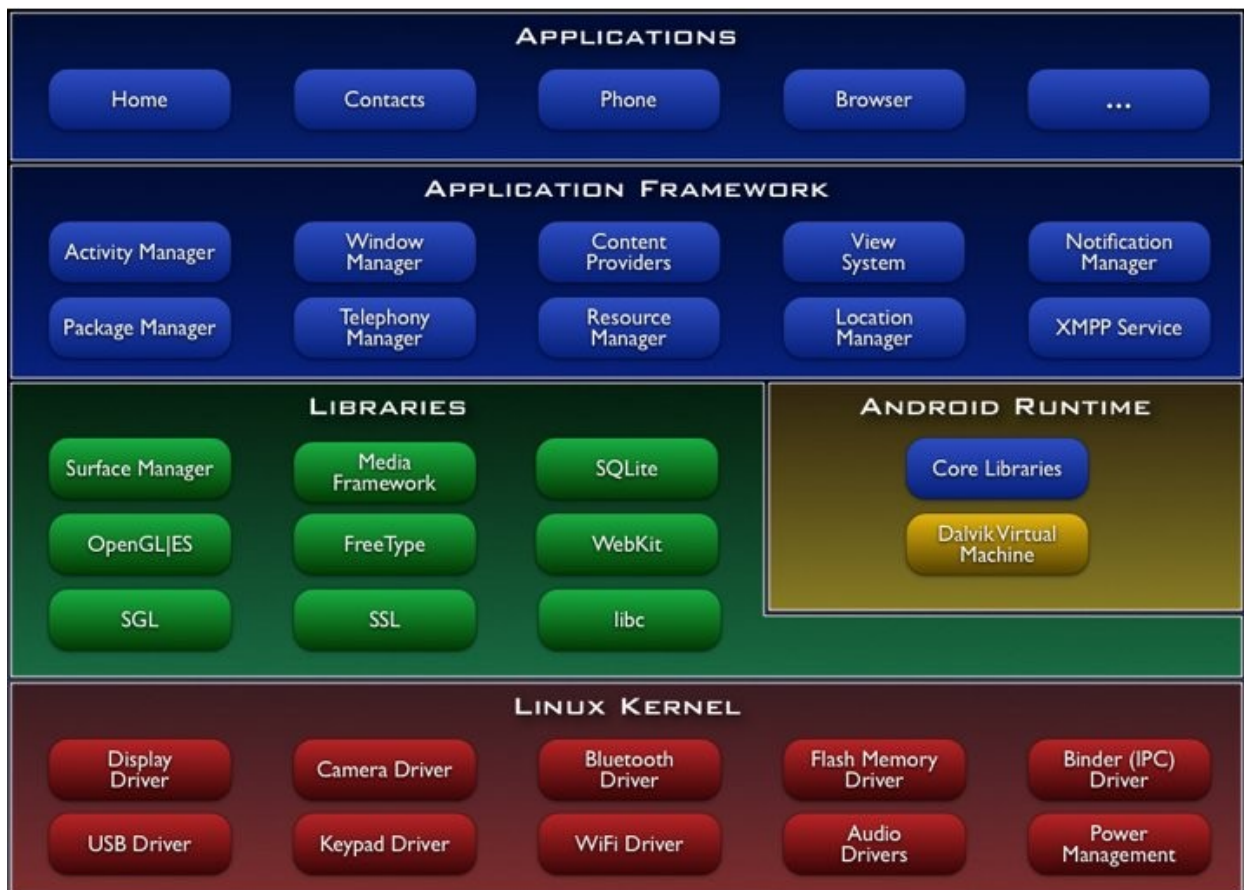 APPLICATIONS
Home
Contacts
Phone
Browser
...
APPLICATION FRAMEWORK
Activity Manager
Window
Manager
Content
Providers
View
System
Notification
Manager
Package Manager
Telephony
Manager
Resource
Manager
Location
Manager
XMPP Service
LIBRARIES
Surface Manager
Media
Framework
SQLite
OpenGL|ES
FreeType
WebKit
SGL
SSL
libc
ANDROID RUNTIME
Core Libraries
Dalvik Virtual
Machine
LINUX KERNEL
Display
Driver
Camera Driver
Bluetooth
Driver
Flash Memory
Driver
Binder (IPC)
Driver
USB Driver
Keypad Driver
WiFi Driver
Audio
Drivers
Power
Management